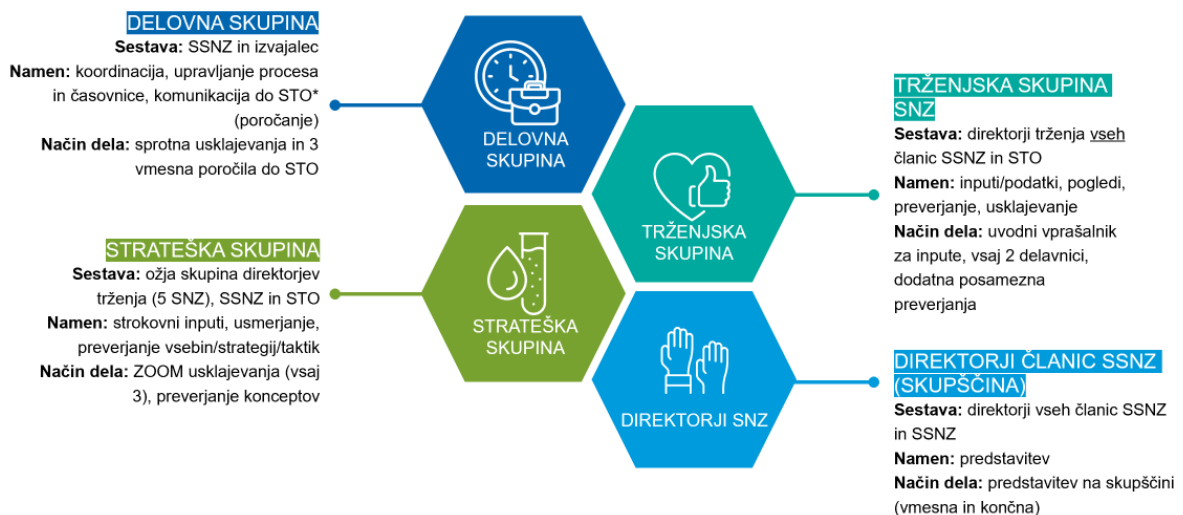 DELOVNA SKUPINA
Sestava: SSNZ in izvajalec
Namen: koordinacija, upravljanje procesa
in časovnice, komunikacija do STO*
(poročanje)
Način dela: sprotna usklajevanja in 3
vmesna poročila do STO
DELOVNA
SKUPINA
TRŽENJSKA SKUPINA
SNZ
Sestava: direktorji trženja vseh
članic SSNZ in STO
Namen: inputi/podatki, pogledi,
preverjanje, usklajevanje
Način dela: uvodni vprašalnik
za inpute, vsaj 2 delavnici,
dodatna posamezna
preverjanja
TRŽENJSKA
SKUPINA
STRATEŠKA SKUPINA
Sestava: ožja skupina direktorjev
trženja (5 SNZ), SSNZ in STO
Namen: strokovni inputi, usmerjanje,
preverjanje vsebin/strategij/taktik
Način dela: ZOOM usklajevanja (vsaj
3), preverjanje konceptov
STRATEŠKA
SKUPINA
DIREKTORJI SNZ
DIREKTORJI ČLANIC SSNZ
(SKUPŠČINA)
Sestava: direktorji vseh članic SSNZ
in SSNZ
Namen: predstavitev
Način dela: predstavitev na skupščini
(vmesna in končna)